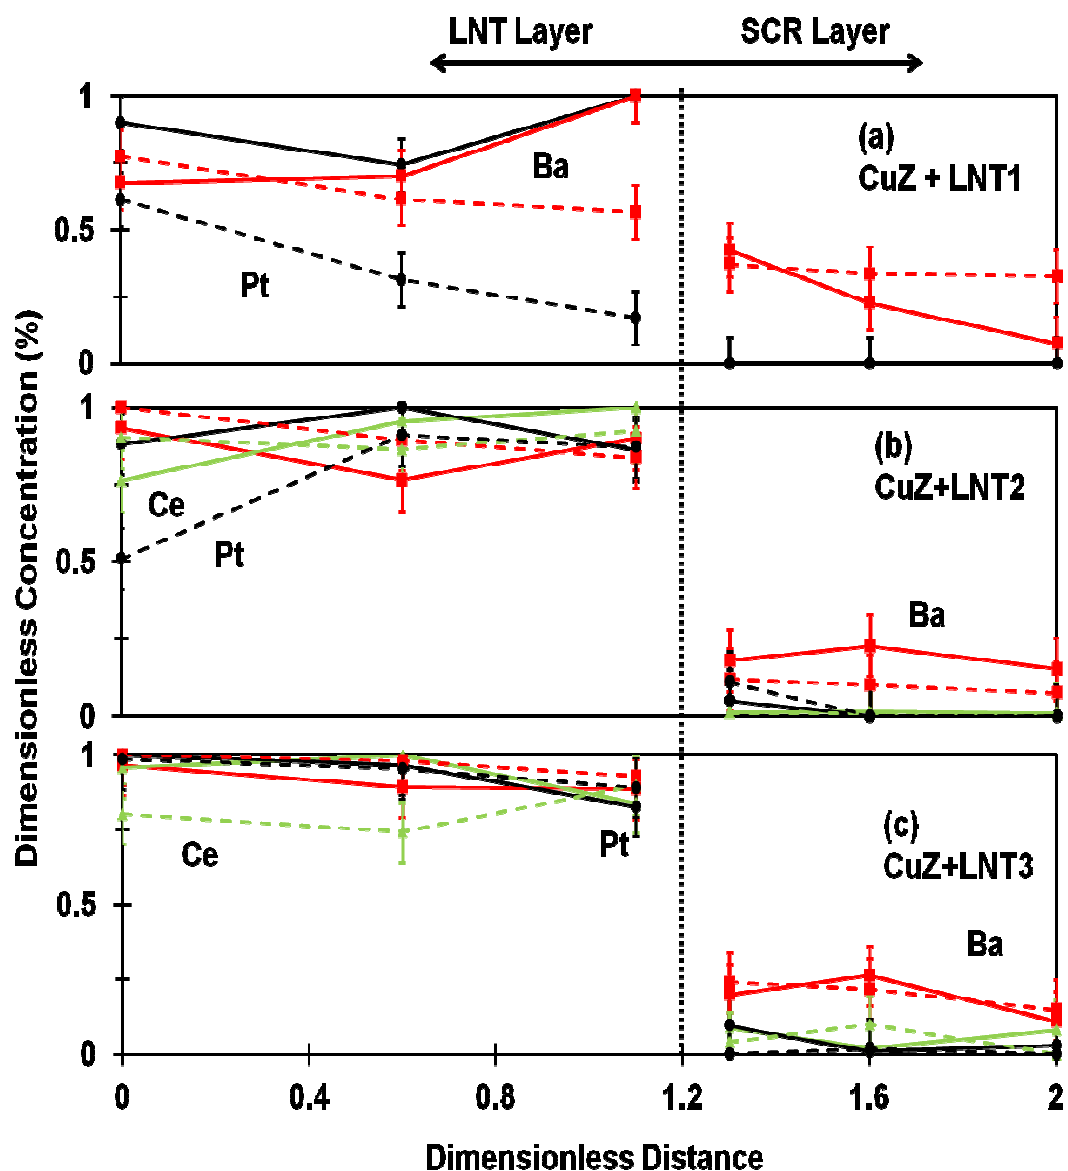 LNT Layer SCR Layer
1
(a)
Ba
CuZ + LNT1
0.5
Pt
0
1
(b)
Ce
CuZ+LNT2
Pt
0.5
Ba
0
1
(c)
Pt
Ce
CuZ+LNT3
0.5
Ba
0
0 0.4 0.8 1.2 1.6 2
Dimensionless Distance
Dimensionless Concentration (%)